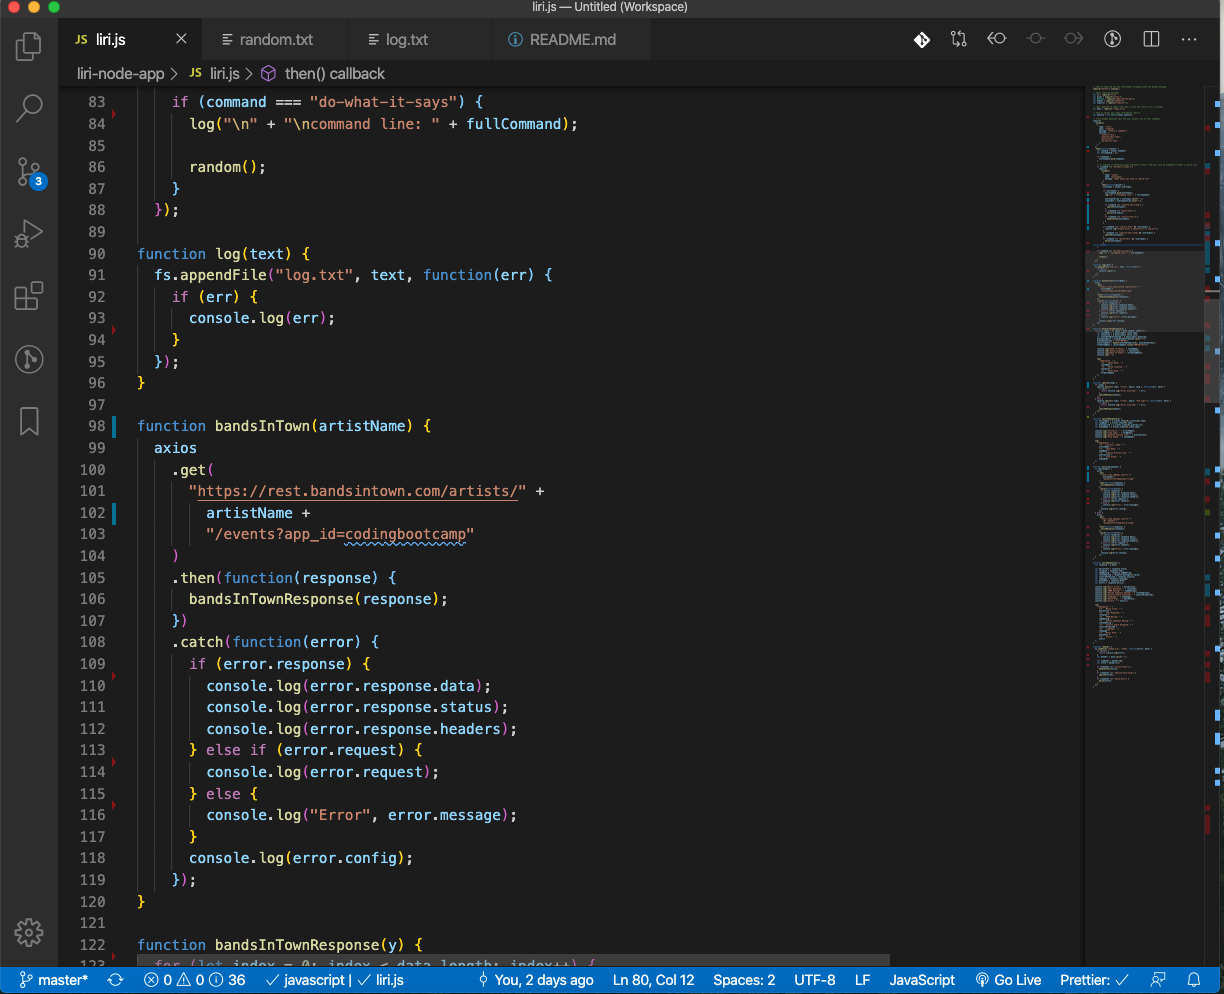 liri.js — Untitled (Workspace)
JS liri.js
random.txt
log.txt
README.md
liri-node-app > JS liri.js > then() callback
83 if (command === "do-what-it-says") {
84 log("\n" + "\ncommand line: " + fullCommand);
85
86 random();
87 }
88 });
89
90 function log(text) {
91 fs.appendFile("log.txt", text, function(err) {
92 if (err) {
93 console.log(err);
94 }
95 });
96 }
97
98 function bandsInTown(artistName) {
99 axios
100 .get(
101 "https://rest.bandsintown.com/artists/" +
102 artistName +
103 "/events?app_id=codingbootcamp"
104 )
105 .then(function(response) {
106 bandsInTownResponse(response);
107 })
108 .catch(function(error) {
109 if (error.response) {
110 console.log(error.response.data);
111 console.log(error.response.status);
112 console.log(error.response.headers);
113 } else if (error.request) {
114 console.log(error.request);
115 } else {
116 console.log("Error", error.message);
117 }
118 console.log(error.config);
119 });
120 }
121
122 function bandsInTownResponse(y) {
123 for (let index = 0; index < data.length; index++) {
3
master* 0 0 36 javascript | liri.js You, 2 days ago Ln 80, Col 12 Spaces: 2 UTF-8 LF JavaScript Go Live Prettier: